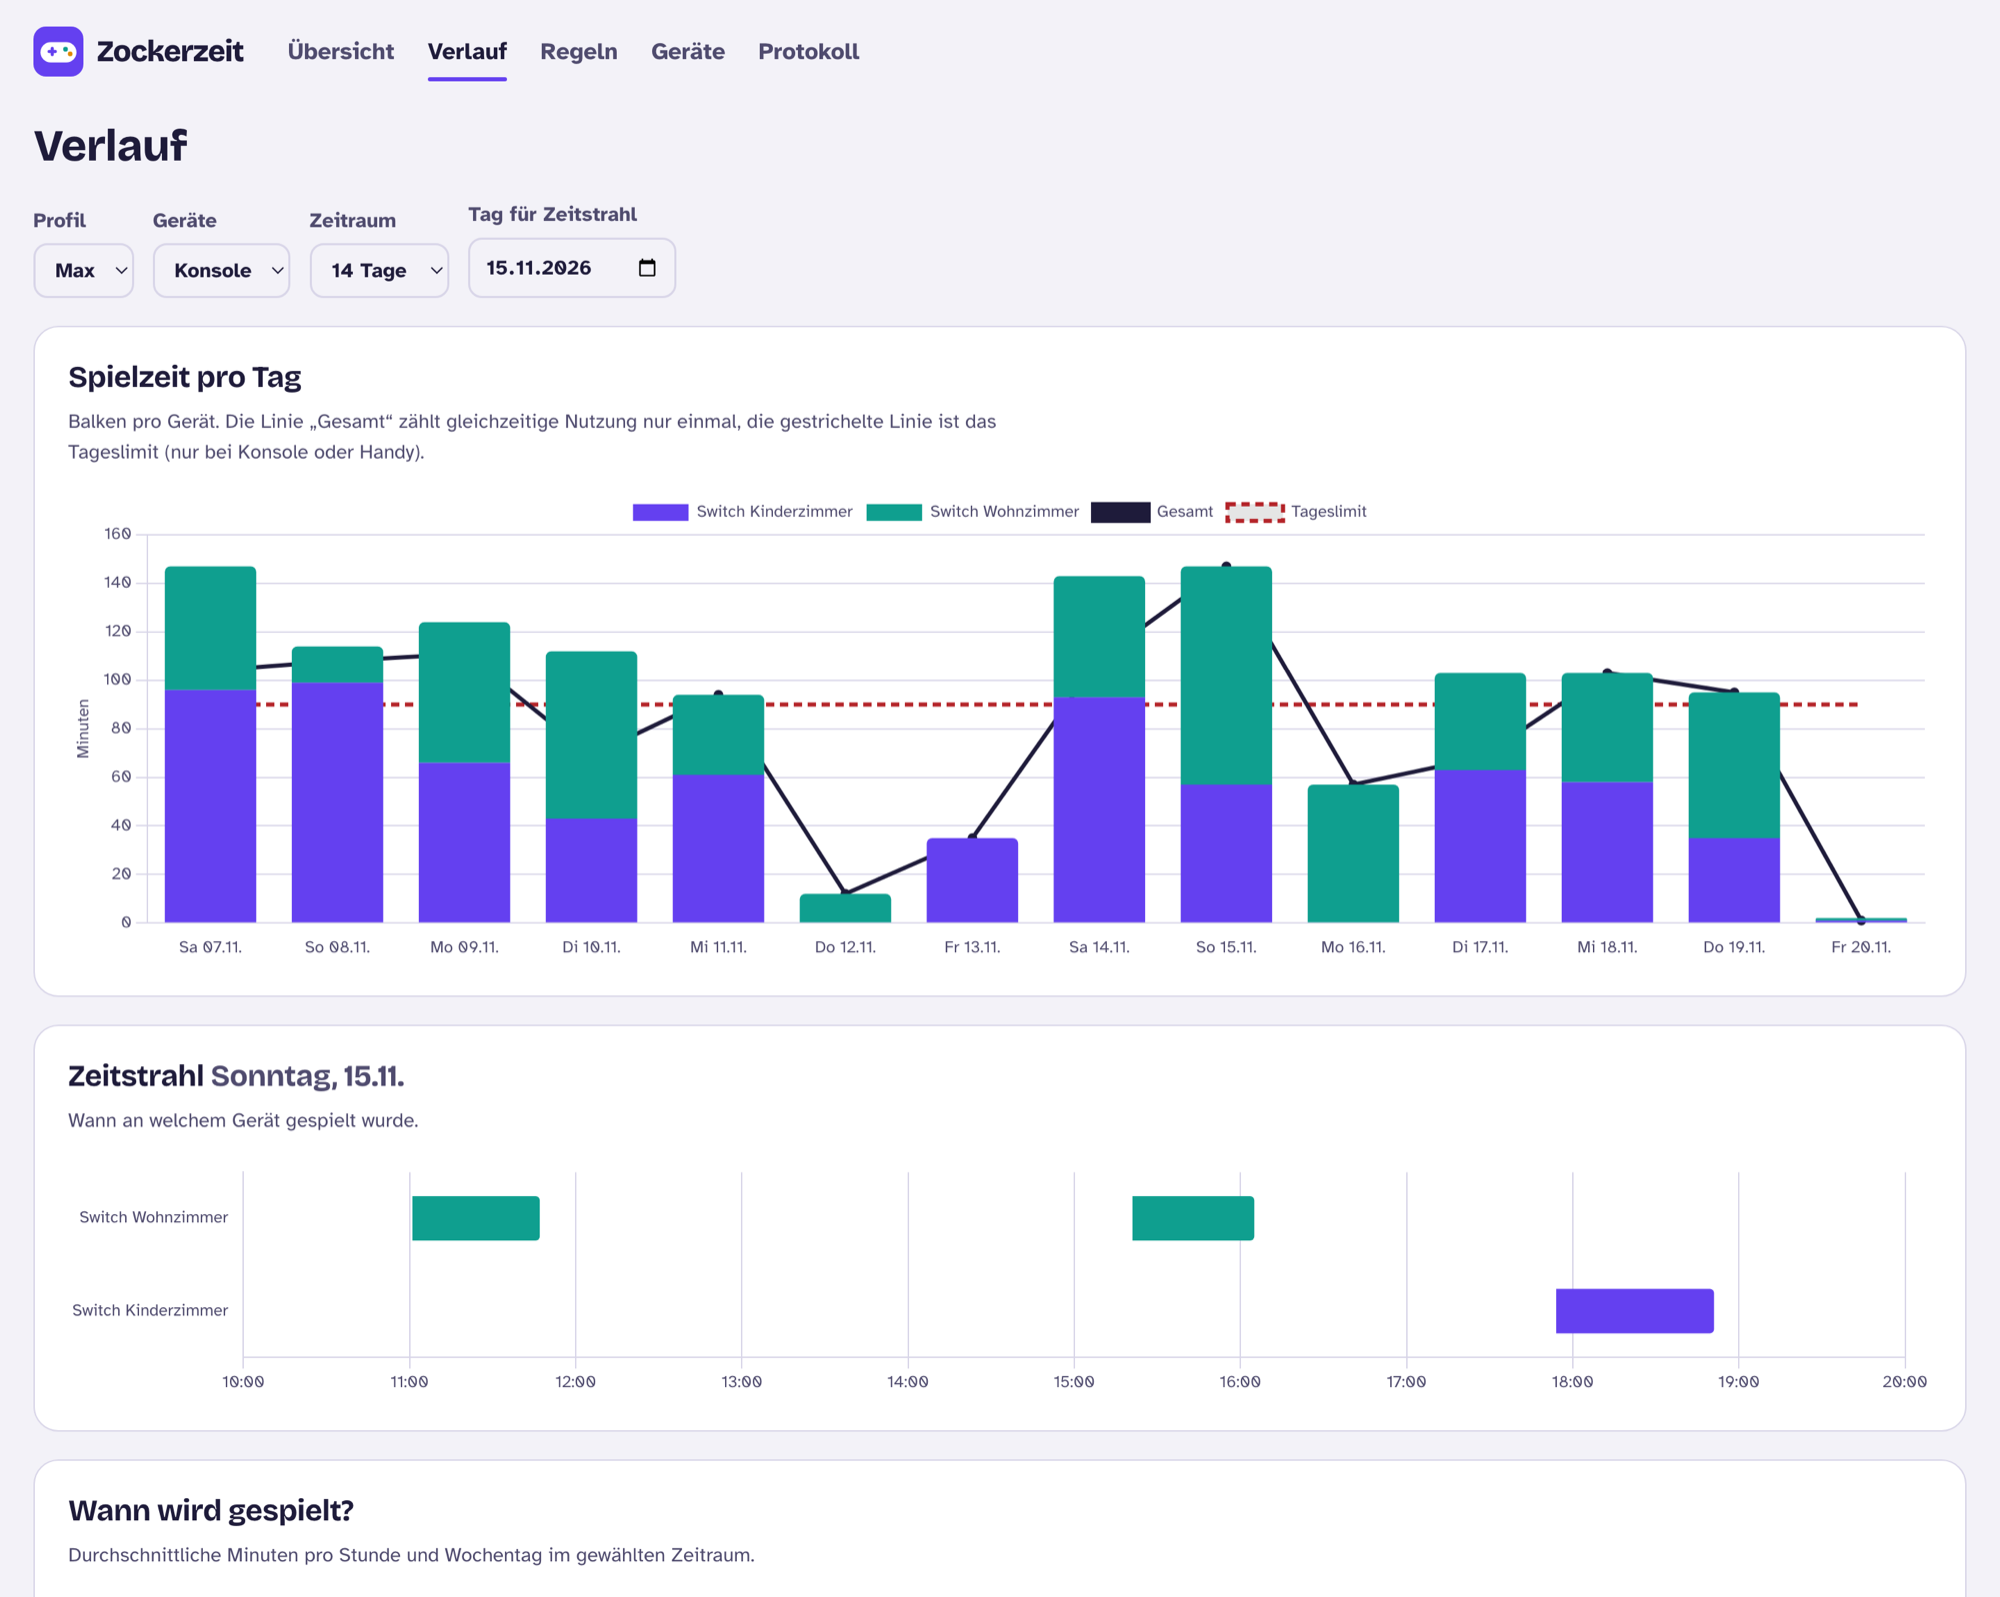 Zockerzeit
Übersicht
Verlauf
Regeln
Geräte
Protokoll
Verlauf
Profil
Geräte
Zeitraum
Tag für Zeitstrahl
Max
Konsole
14 Tage
15.11.2026
Spielzeit pro Tag
Balken pro Gerät. Die Linie „Gesamt“ zählt gleichzeitige Nutzung nur einmal, die gestrichelte Linie ist das
Tageslimit (nur bei Konsole oder Handy).
Switch Kinderzimmer
Switch Wohnzimmer
Gesamt
Tageslimit
Minuten
160
140
120
100
80
60
40
20
0
Sa 07.11.
So 08.11.
Mo 09.11.
Di 10.11.
Mi 11.11.
Do 12.11.
Fr 13.11.
Sa 14.11.
So 15.11.
Mo 16.11.
Di 17.11.
Mi 18.11.
Do 19.11.
Fr 20.11.
Zeitstrahl Sonntag, 15.11.
Wann an welchem Gerät gespielt wurde.
Switch Wohnzimmer
Switch Kinderzimmer
10:00
11:00
12:00
13:00
14:00
15:00
16:00
17:00
18:00
19:00
20:00
Wann wird gespielt?
Durchschnittliche Minuten pro Stunde und Wochentag im gewählten Zeitraum.